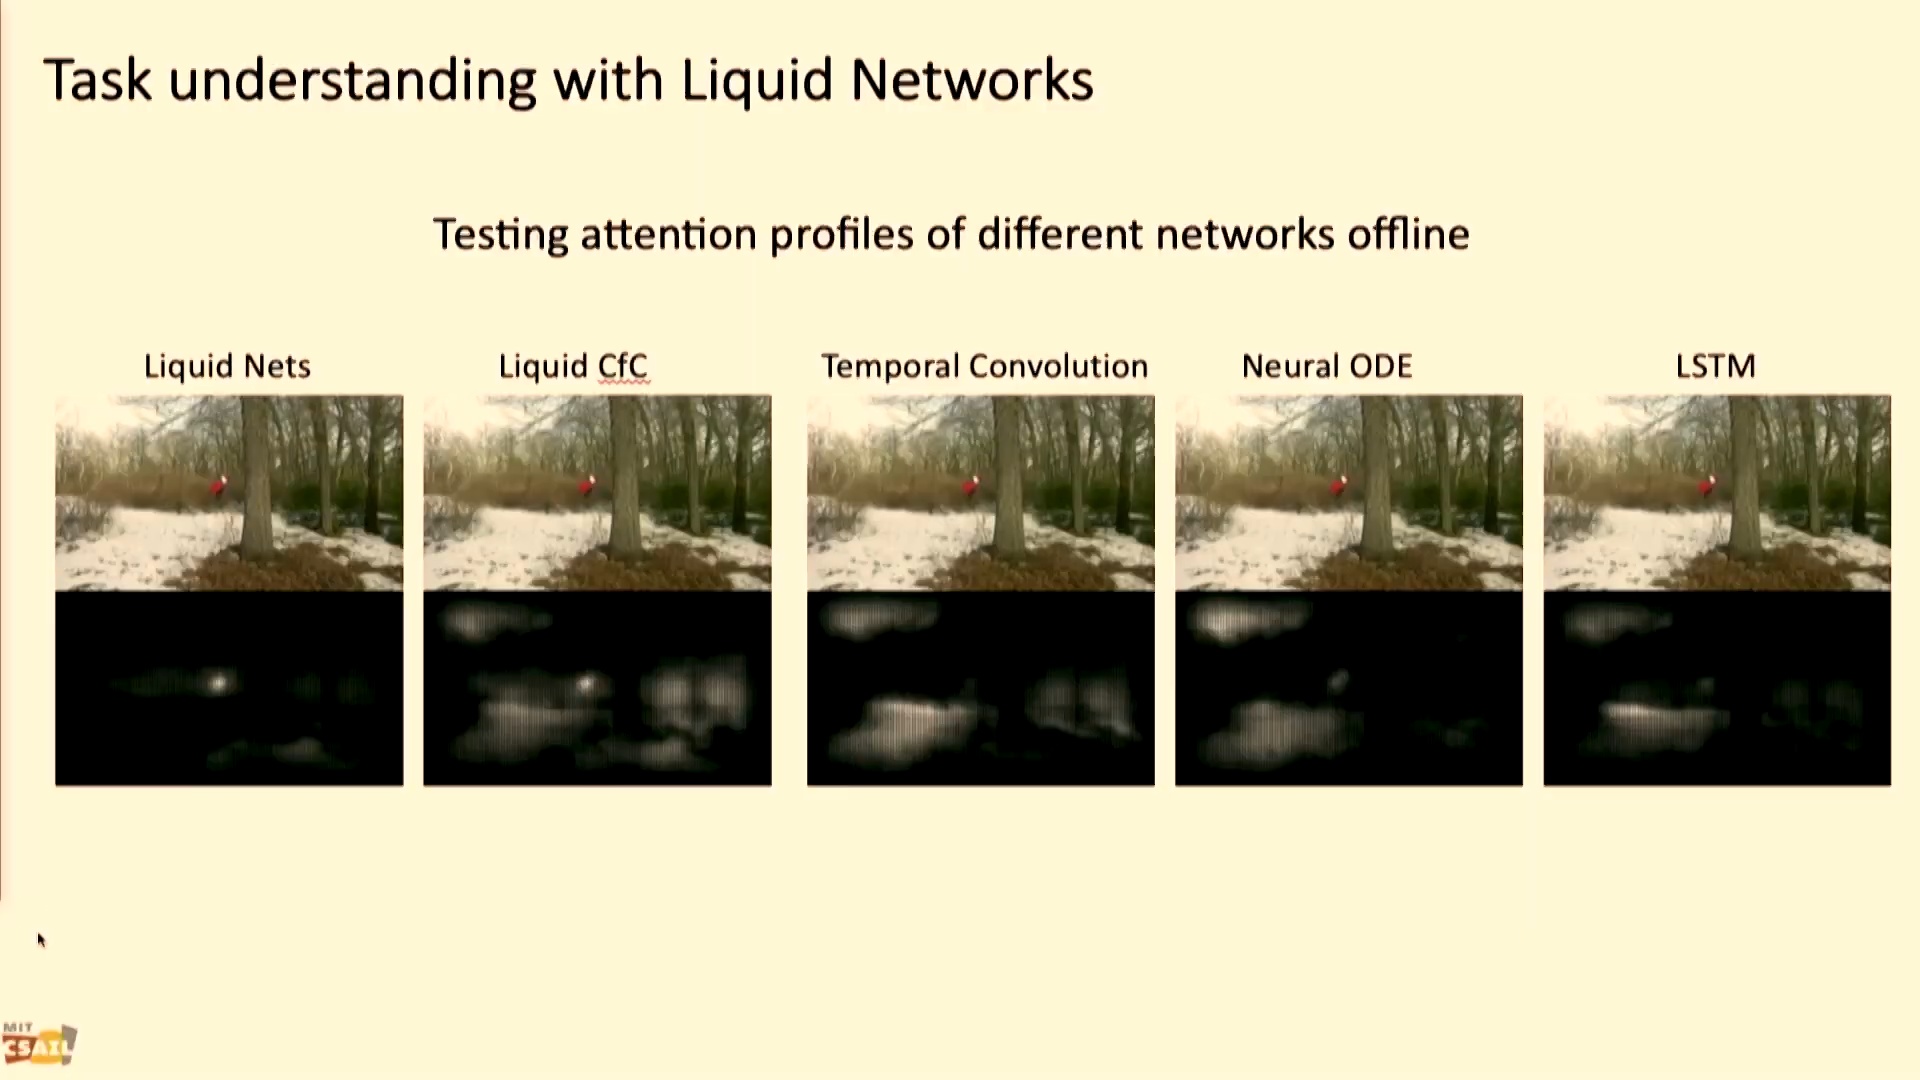 Task understanding with Liquid Networks
Testing attention profiles of different networks offline
Liquid Nets
Liquid CfC
Temporal Convolution
Neural ODE
LSTM
MIT
CSAIL